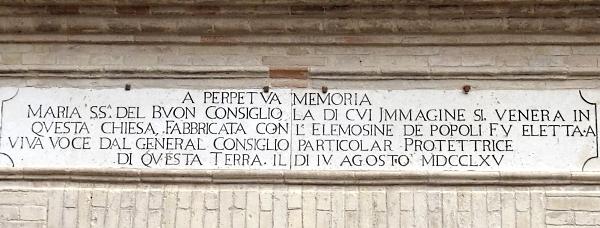 A PERPETVA MEMORIA
MARIA SS.ᴬ DEL BUON CONSIGLIO LA DI CVI JMMAGINE SI VENERA IN
QVESTA CHIESA FABBRICATA CON L' ELEMOSINE DE POPOLI FV ELETTA A
VIVA VOCE DAL GENERAL CONSIGLIO PARTICOLAR PROTETTRICE
DI QVESTA TERRA. IL DI IV AGOSTO MDCCLXV